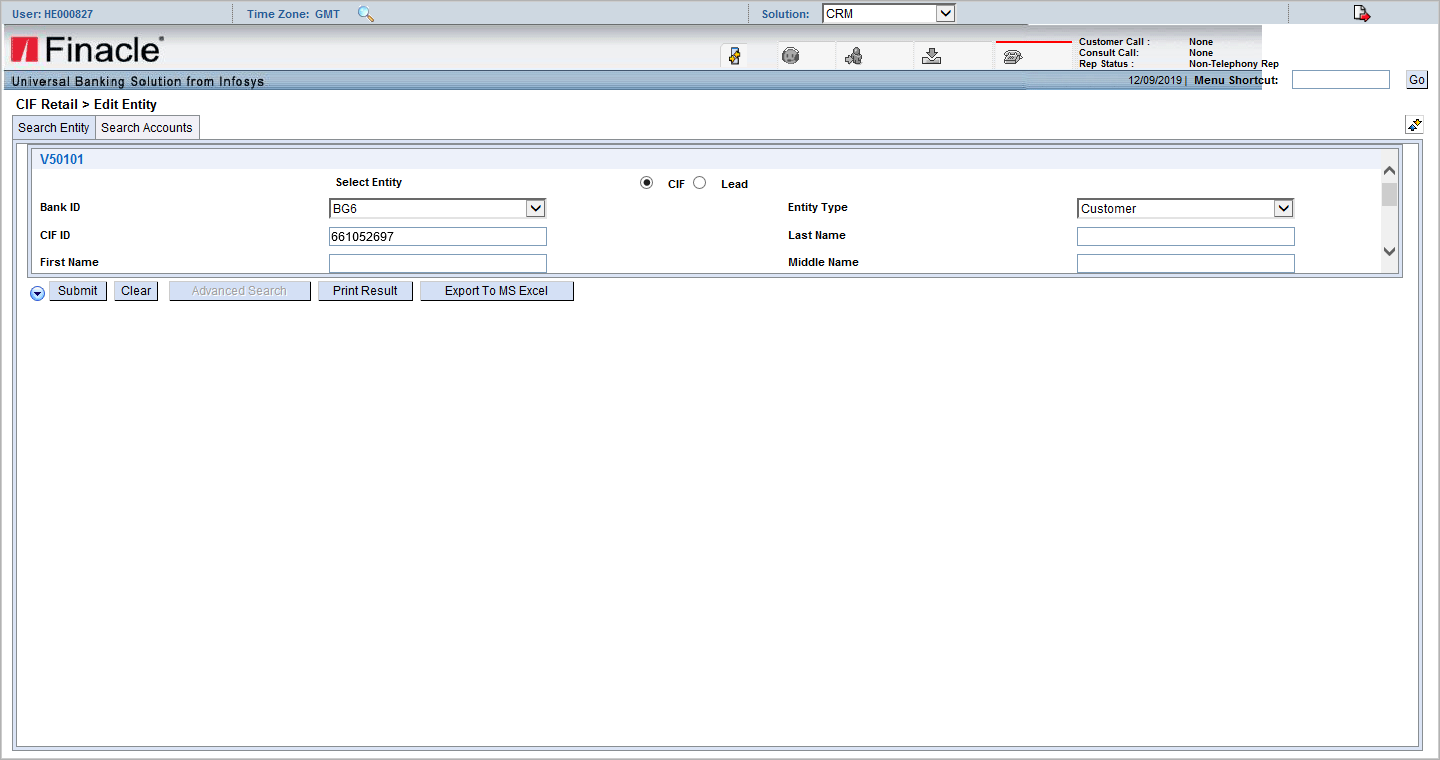 User: HE000827 Time Zone: GMT Solution: CRM
Finacle
Customer Call : None
Consult Call: None
Rep Status : Non-Telephony Rep
Universal Banking Solution from Infosys 12/09/2019 | Menu Shortcut: Go
CIF Retail > Edit Entity
Search Entity Search Accounts
V50101
Select Entity CIF Lead
Bank ID BG6 Entity Type Customer
CIF ID 661052697 Last Name
First Name Middle Name
Submit Clear Advanced Search Print Result Export To MS Excel